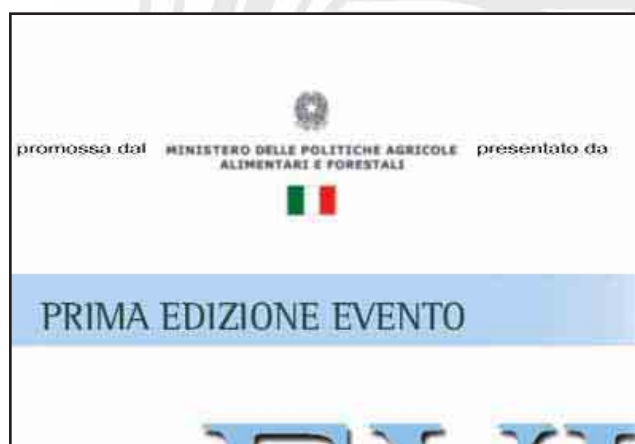 promossa dal MINISTERO DELLE POLITICHE AGRICOLE presentato da
ALIMENTARI E FORESTALI
PRIMA EDIZIONE EVENTO